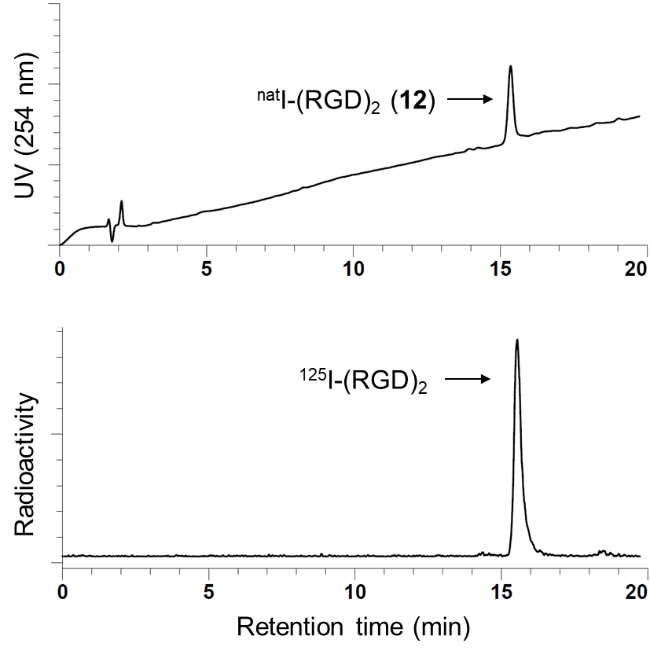 UV (254 nm)
natI-(RGD)2 (12)
0 5 10 15 20
Radioactivity
125I-(RGD)2
0 5 10 15 20
Retention time (min)